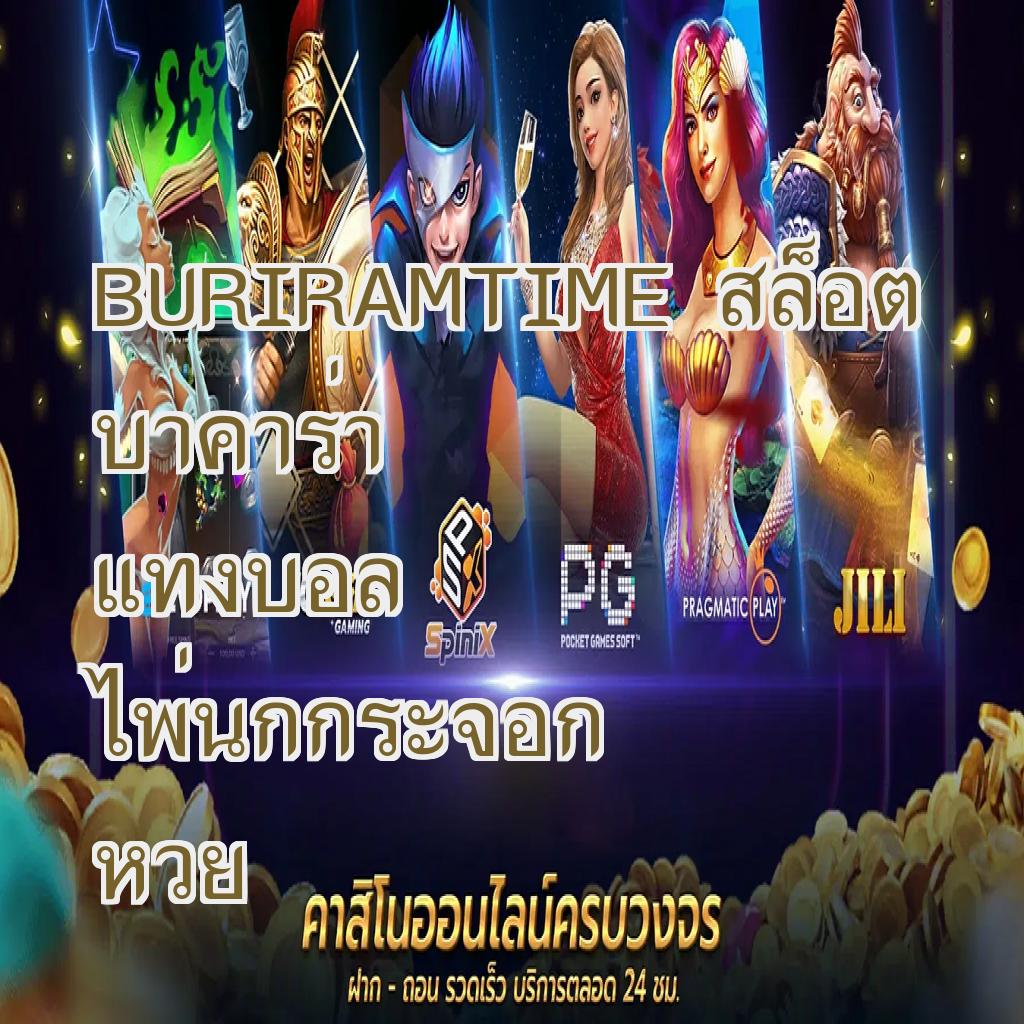 BURIRAMTIME สล็อต
บาคาร่า
แทงบอล
+GAMING
SpiniX
PG
POCKET GAMES SOFT™
PRAGMATIC PLAY™
JILI
ไพ่นกกระจอก
หวย
คาสิโนออนไลน์ครบวงจร
ฝาก - ถอน รวดเร็ว บริการตลอด 24 ชม.